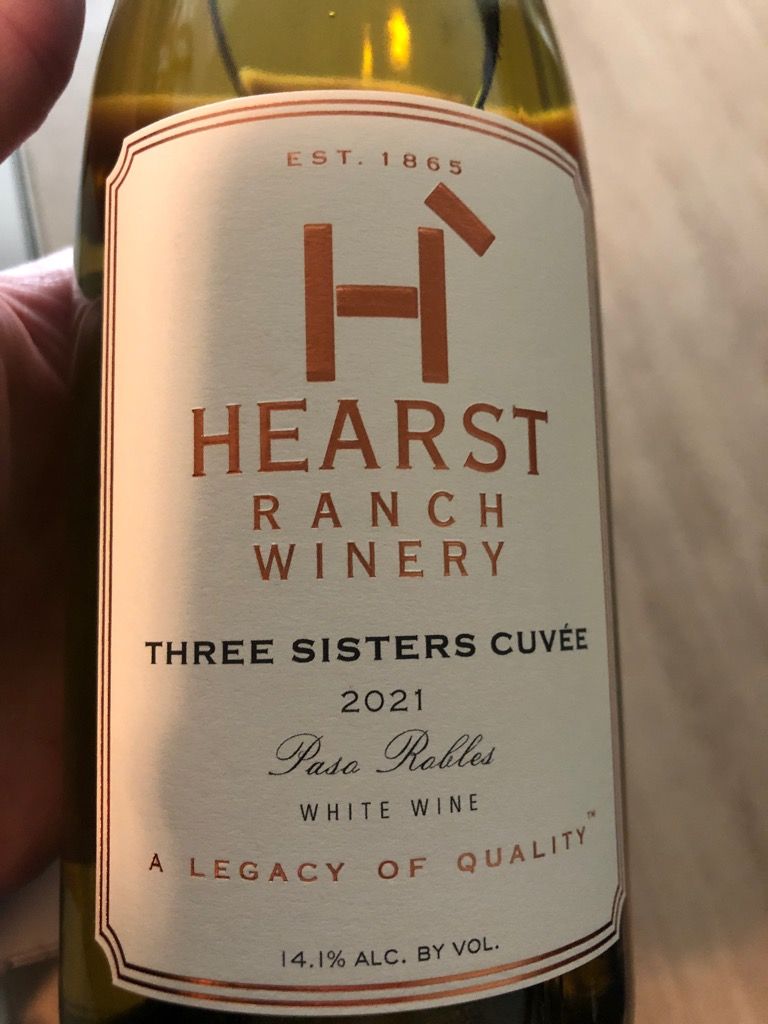 EST. 1865
H
HEARST
RANCH
WINERY
THREE SISTERS CUVÉE
2021
Paso Robles
WHITE WINE
A LEGACY OF QUALITY™
14.1% ALC. BY VOL.